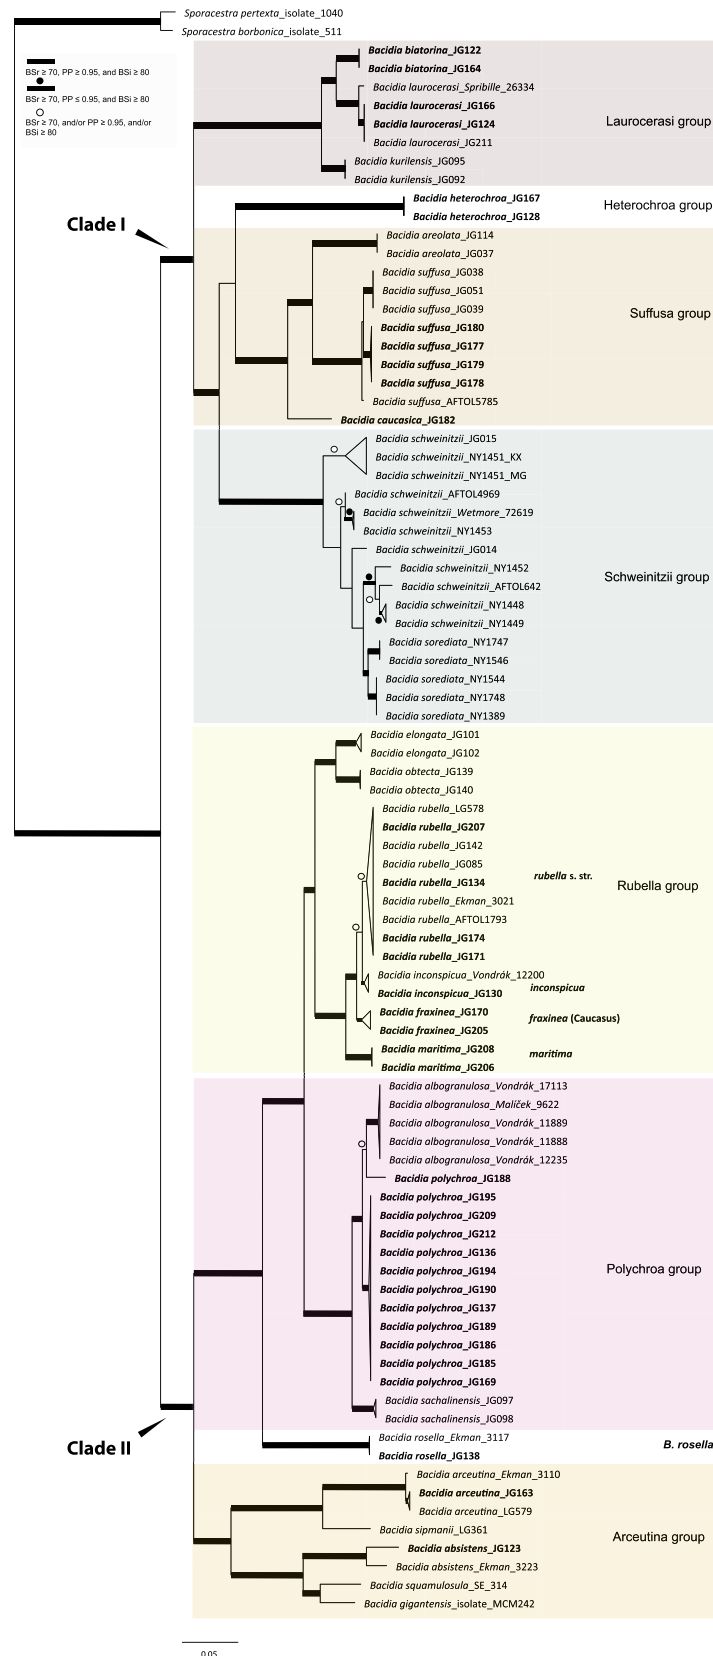 Sporacestra pertexta_isolate_1040
Sporacestra borbonica_isolate_511
BSr ≥ 70, PP ≥ 0.95, and BSi ≥ 80
BSr ≥ 70, PP ≤ 0.95, and BSi ≥ 80
BSr ≥ 70, and/or PP ≥ 0.95, and/or
BSi ≥ 80
Bacidia biatorina_JG122
Bacidia biatorina_JG164
Bacidia laurocerasi_Spribille_26334
Bacidia laurocerasi_JG166
Bacidia laurocerasi_JG124
Laurocerasi group
Bacidia laurocerasi_JG211
Bacidia kurilensis_JG095
Bacidia kurilensis_JG092
Bacidia heterochroa_JG167
Heterochroa group
Bacidia heterochroa_JG128
Clade I
Bacidia areolata_JG114
Bacidia areolata_JG037
Bacidia suffusa_JG038
Bacidia suffusa_JG051
Bacidia suffusa_JG039
Suffusa group
Bacidia suffusa_JG180
Bacidia suffusa_JG177
Bacidia suffusa_JG179
Bacidia suffusa_JG178
Bacidia suffusa_AFTOL5785
Bacidia caucasica_JG182
Bacidia schweinitzii_JG015
Bacidia schweinitzii_NY1451_KX
Bacidia schweinitzii_NY1451_MG
Bacidia schweinitzii_AFTOL4969
Bacidia schweinitzii_Wetmore_72619
Bacidia schweinitzii_NY1453
Bacidia schweinitzii_JG014
Bacidia schweinitzii_NY1452
Schweinitzii group
Bacidia schweinitzii_AFTOL642
Bacidia schweinitzii_NY1448
Bacidia schweinitzii_NY1449
Bacidia sorediata_NY1747
Bacidia sorediata_NY1546
Bacidia sorediata_NY1544
Bacidia sorediata_NY1748
Bacidia sorediata_NY1389
Bacidia elongata_JG101
Bacidia elongata_JG102
Bacidia obtecta_JG139
Bacidia obtecta_JG140
Bacidia rubella_LG578
Bacidia rubella_JG207
Bacidia rubella_JG142
Bacidia rubella_JG085
rubella s. str.
Bacidia rubella_JG134
Rubella group
Bacidia rubella_Ekman_3021
Bacidia rubella_AFTOL1793
Bacidia rubella_JG174
Bacidia rubella_JG171
Bacidia inconspicua_Vondrák_12200
inconspicua
Bacidia inconspicua_JG130
Bacidia fraxinea_JG170
fraxinea (Caucasus)
Bacidia fraxinea_JG205
Bacidia maritima_JG208
maritima
Bacidia maritima_JG206
Bacidia albogranulosa_Vondrák_17113
Bacidia albogranulosa_Malíček_9622
Bacidia albogranulosa_Vondrák_11889
Bacidia albogranulosa_Vondrák_11888
Bacidia albogranulosa_Vondrák_12235
Bacidia polychroa_JG188
Bacidia polychroa_JG195
Bacidia polychroa_JG209
Bacidia polychroa_JG212
Bacidia polychroa_JG136
Bacidia polychroa_JG194
Polychroa group
Bacidia polychroa_JG190
Bacidia polychroa_JG137
Bacidia polychroa_JG189
Bacidia polychroa_JG186
Bacidia polychroa_JG185
Bacidia polychroa_JG169
Bacidia sachalinensis_JG097
Bacidia sachalinensis_JG098
Bacidia rosella_Ekman_3117
B. rosella
Clade II
Bacidia rosella_JG138
Bacidia arceutina_Ekman_3110
Bacidia arceutina_JG163
Bacidia arceutina_LG579
Bacidia sipmanii_LG361
Arceutina group
Bacidia absistens_JG123
Bacidia absistens_Ekman_3223
Bacidia squamulosula_SE_314
Bacidia gigantensis_isolate_MCM242
0.05